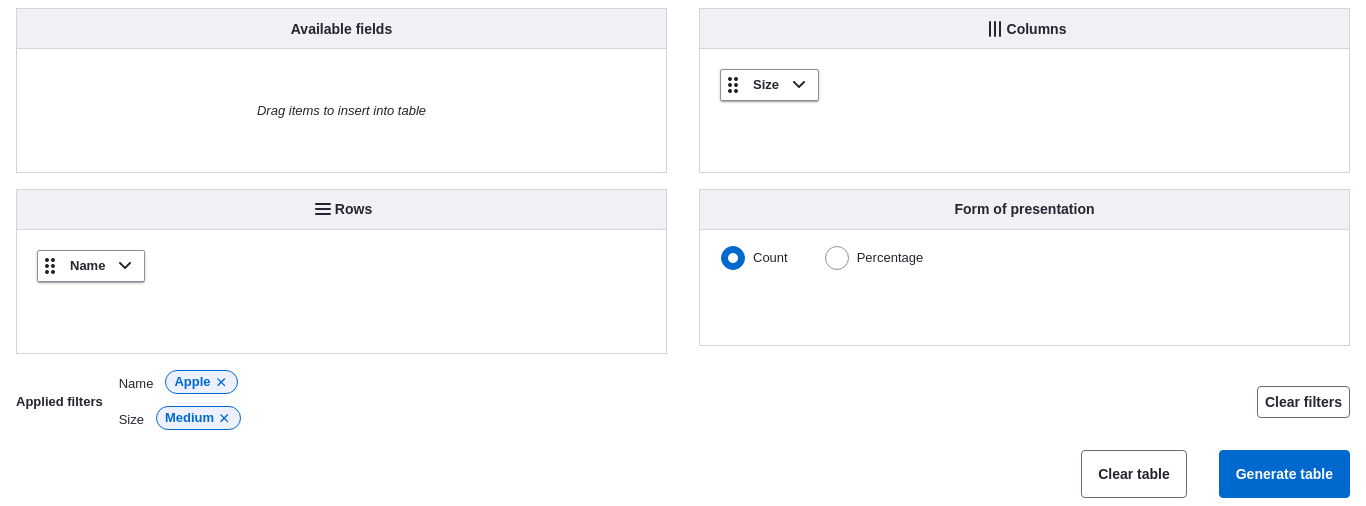 Available fields
Drag items to insert into table
Columns
Size
Rows
Name
Form of presentation
Count
Percentage
Applied filters
Name
Apple
Size
Medium
Clear filters
Clear table
Generate table